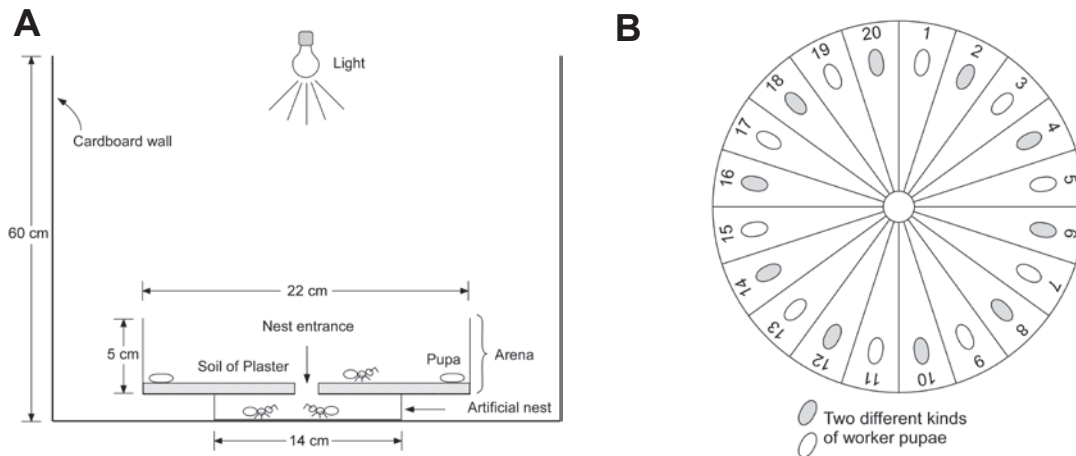 A
Light
Cardboard wall
60 cm
22 cm
Nest entrance
5 cm
Soil of Plaster
Pupa
Arena
Artificial nest
14 cm
B
1
2
3
4
5
6
7
8
9
10
11
12
13
14
15
16
17
18
19
20
Two different kinds
of worker pupae